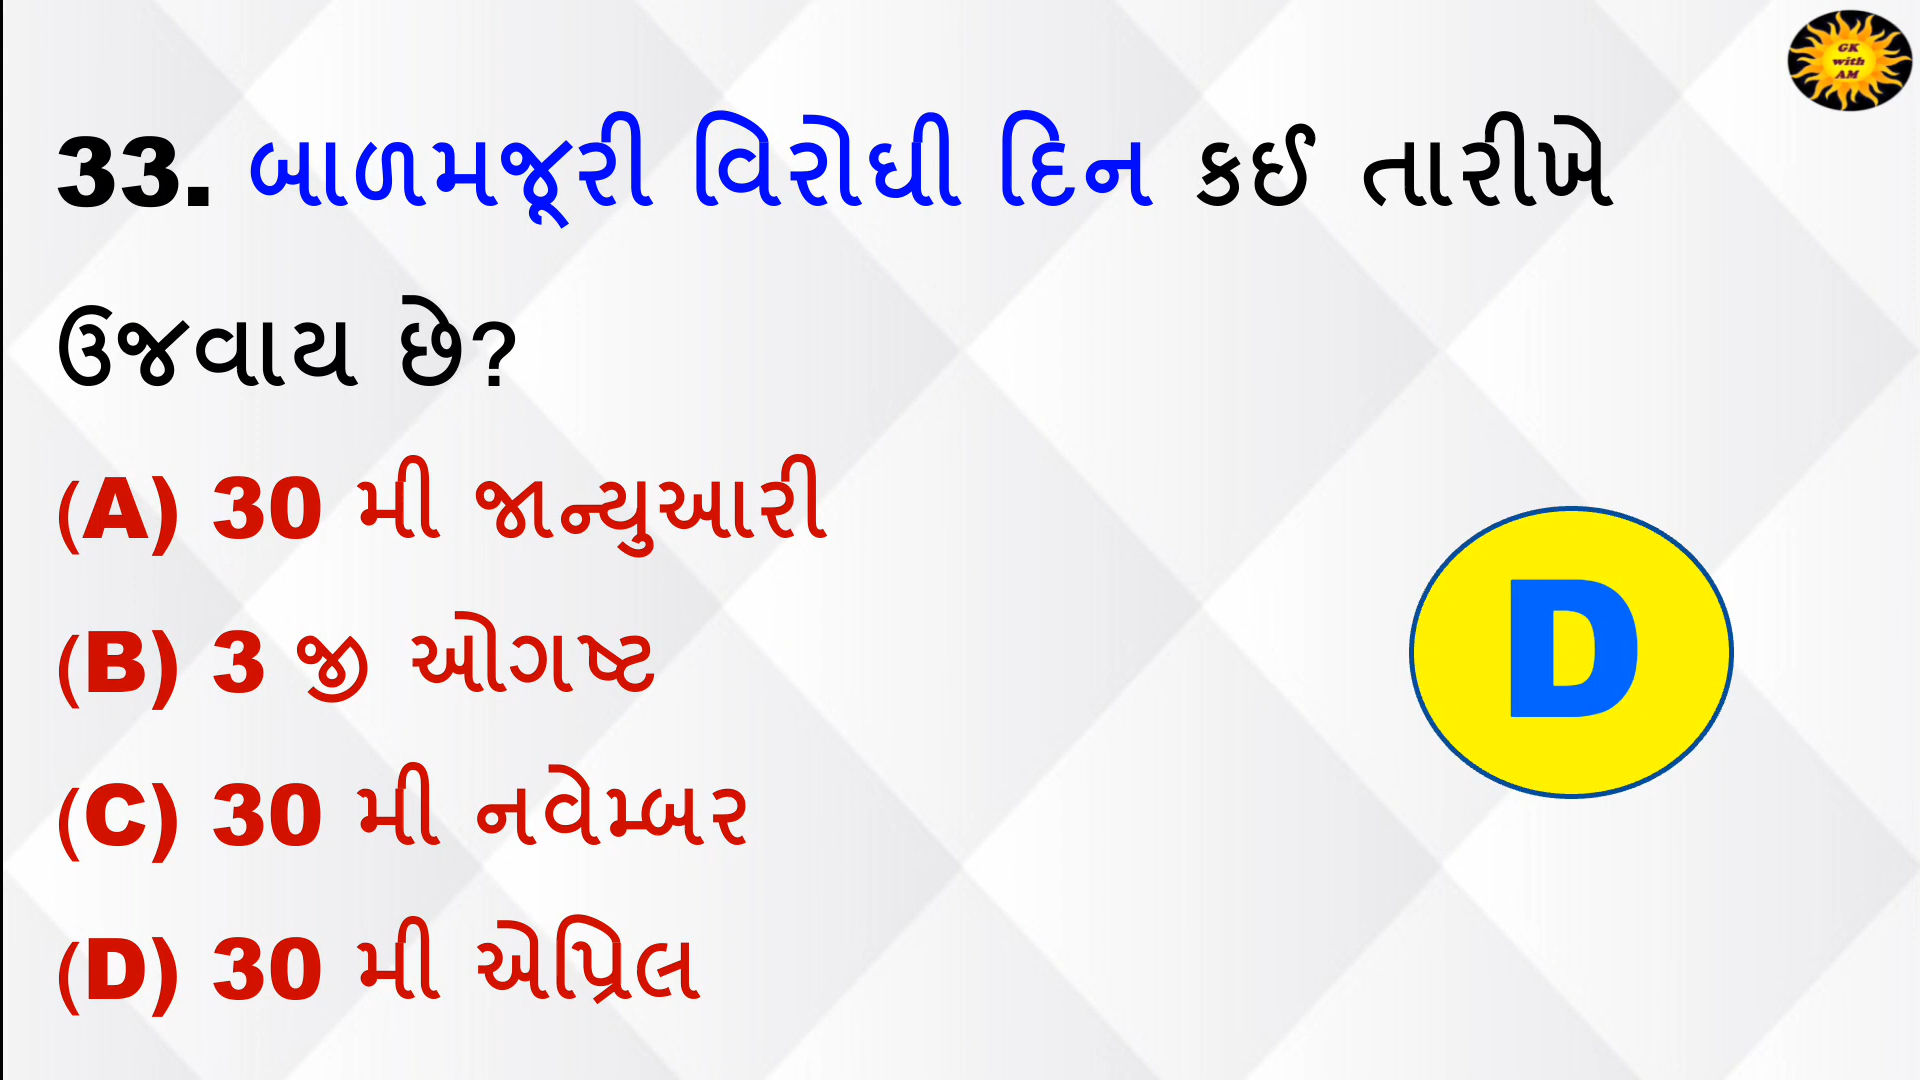 GK
with
AM
33. બાળમજૂરી વિરોધી દિન કઈ તારીખે
ઉજવાય છે?
(A) 30 મી જાન્યુઆરી
(B) 3 જી ઓગષ્ટ
(C) 30 મી નવેમ્બર
(D) 30 મી એપ્રિલ
D